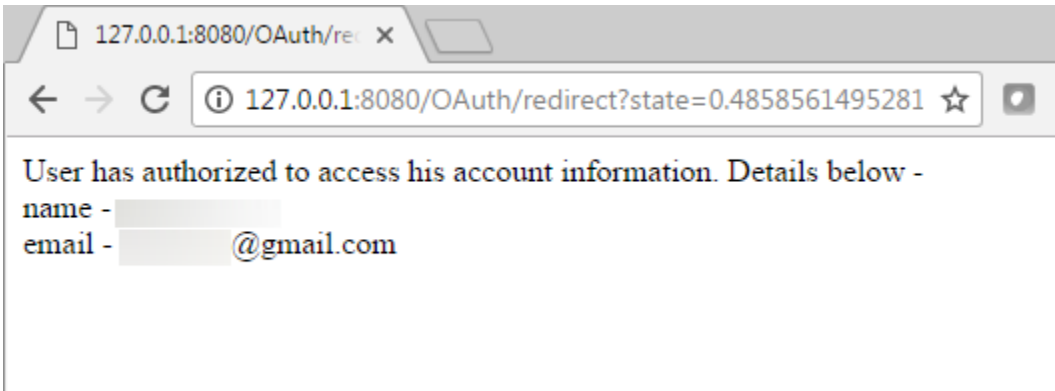 127.0.0.1:8080/OAuth/re
127.0.0.1:8080/OAuth/redirect?state=0.4858561495281
User has authorized to access his account information. Details below -
name -
email - @gmail.com